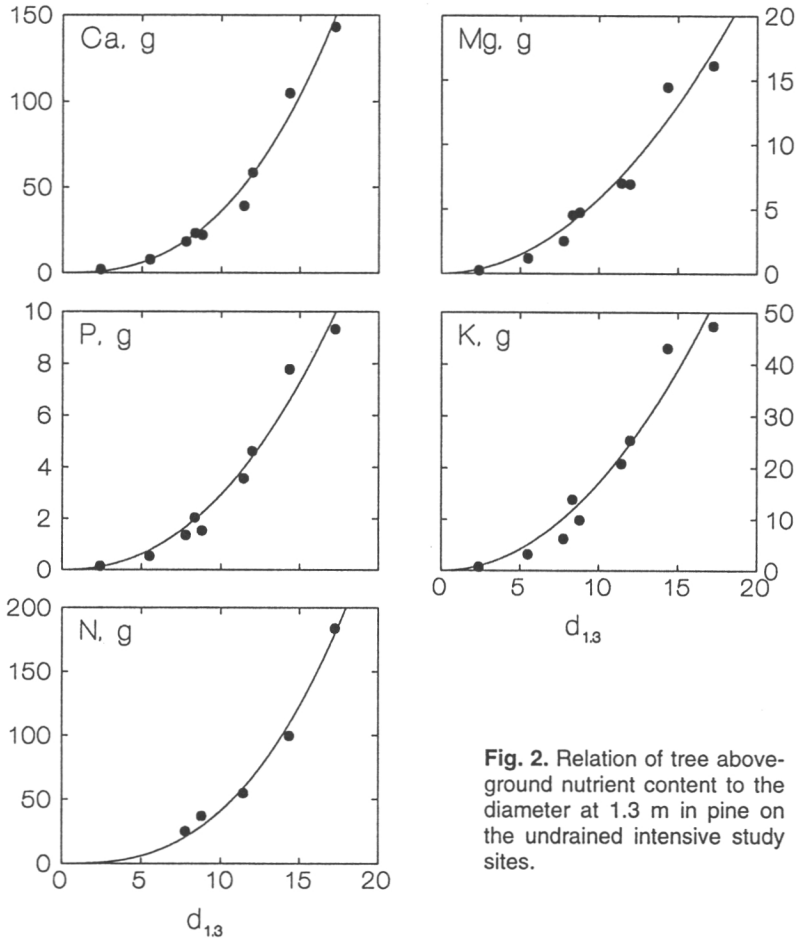 Ca, g
150
100
50
0
Mg, g
20
15
10
5
0
P, g
10
8
6
4
2
0
K, g
50
40
30
20
10
0
0 5 10 15 20
d1.3
N, g
200
150
100
50
0
0 5 10 15 20
d1.3
Fig. 2. Relation of tree above-
ground nutrient content to the
diameter at 1.3 m in pine on
the undrained intensive study
sites.